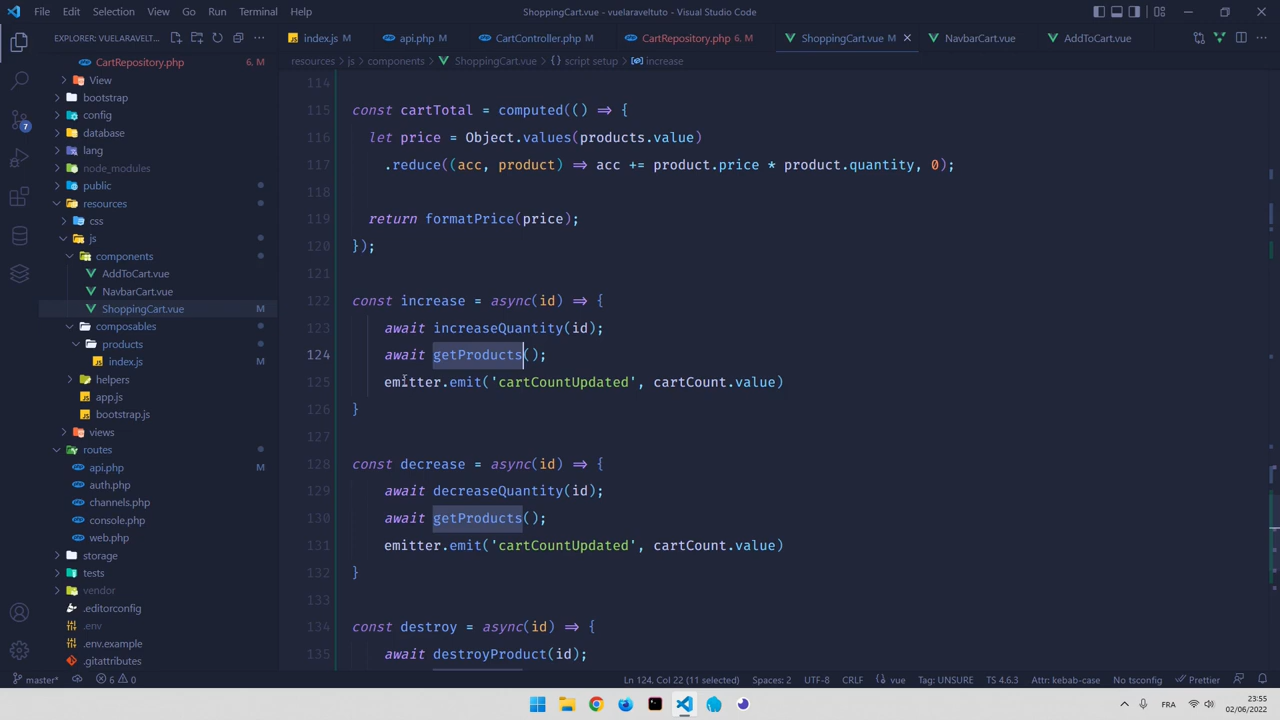 File Edit Selection View Go Run Terminal Help
ShoppingCart.vue - vuelaraveltuto - Visual Studio Code
EXPLORER: VUELARAVELT...
index.js M
api.php M
CartController.php M
CartRepository.php 6, M
ShoppingCart.vue M
NavbarCart.vue
AddToCart.vue
resources > js > components > ShoppingCart.vue > {} script setup > increase
CartRepository.php 6, M
View
bootstrap
config
database
lang
node_modules
public
resources
css
js
components
AddToCart.vue
NavbarCart.vue
ShoppingCart.vue M
composables
products
index.js
helpers
app.js
bootstrap.js
views
routes
api.php M
auth.php
channels.php
console.php
web.php
storage
tests
vendor
.editorconfig
.env
.env.example
.gitattributes
7
114
115 const cartTotal = computed(() => {
116 let price = Object.values(products.value)
117 .reduce((acc, product) => acc += product.price * product.quantity, 0);
118
119 return formatPrice(price);
120 });
121
122 const increase = async(id) => {
123 await increaseQuantity(id);
124 await getProducts();
125 emitter.emit('cartCountUpdated', cartCount.value)
126 }
127
128 const decrease = async(id) => {
129 await decreaseQuantity(id);
130 await getProducts();
131 emitter.emit('cartCountUpdated', cartCount.value)
132 }
133
134 const destroy = async(id) => {
135 await destroyProduct(id);
master* 6 0
Ln 124, Col 22 (11 selected) Spaces: 2 UTF-8 CRLF {} vue Tag: UNSURE TS 4.6.3 Attr: kebab-case No tsconfig Prettier
FRA
23:55
02/06/2022